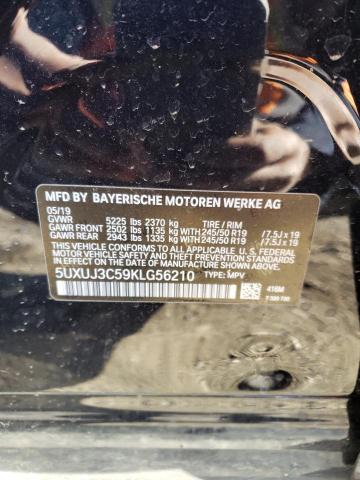 MFD BY BAYERISCHE MOTOREN WERKE AG
05/19
GVWR 5225 lbs 2370 kg TIRE / RIM
GAWR FRONT 2502 lbs 1135 kg WITH 245/50 R19 /7.5J x 19
GAWR REAR 2943 lbs 1335 kg WITH 245/50 R19 /7.5J x 19
THIS VEHICLE CONFORMS TO ALL APPLICABLE U.S. FEDERAL
MOTOR VEHICLE SAFETY AND THEFT PREVENTION STANDARDS
IN EFFECT ON THE DATE OF MANUFACTURE SHOWN ABOVE.
5UXUJ3C59KLG56210 TYPE: MPV
416M